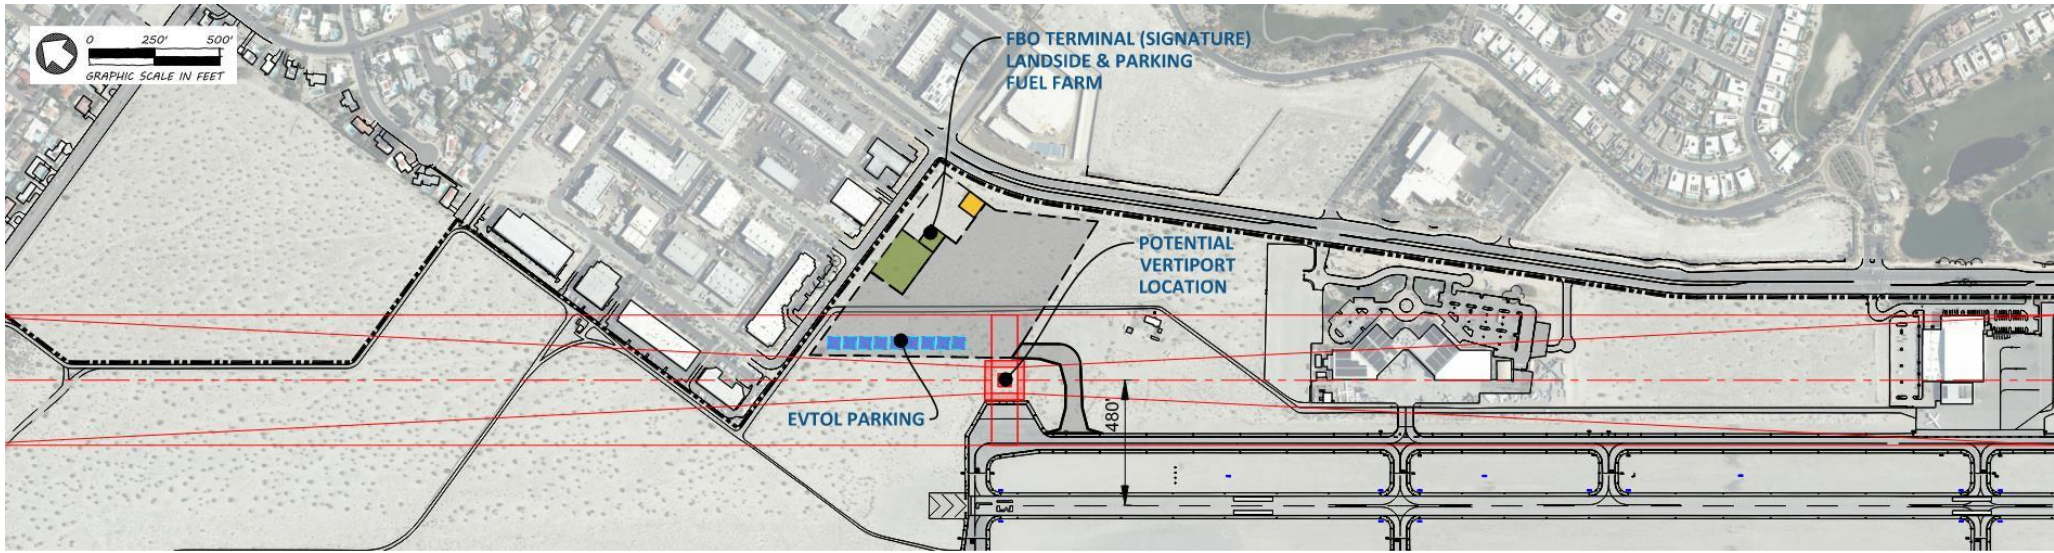 0 250' 500'
GRAPHIC SCALE IN FEET
FBO TERMINAL (SIGNATURE)
LANDSIDE & PARKING
FUEL FARM
POTENTIAL
VERTIPORT
LOCATION
EVTOL PARKING
480'